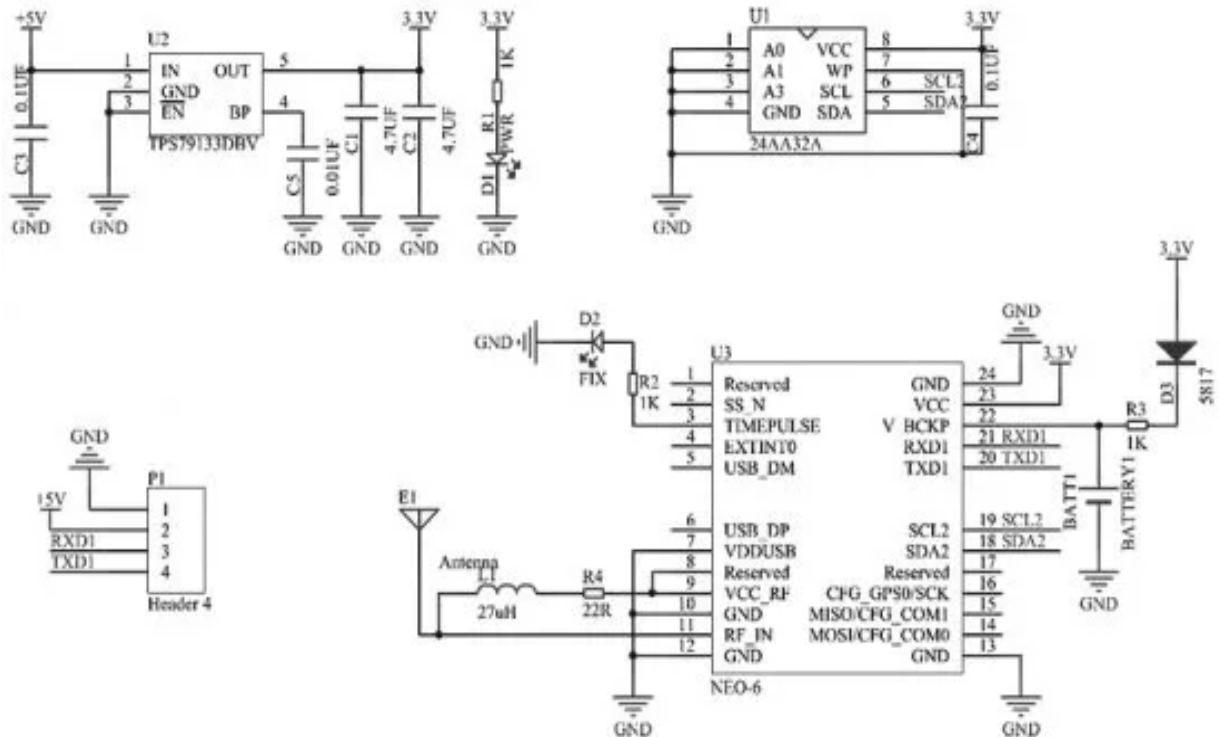 +5V
3.3V
3.3V
U2
1 IN OUT 5
2 GND
3 EN BP 4
TPS79133DBV
0.1UF
C3
C5
0.01UF
C1
4.7UF
C2
4.7UF
1K
R1
PWR
D1
GND
GND
GND
GND
GND
GND
U1
3.3V
1 A0 VCC 8
2 A1 WP 7
3 A3 SCL 6 SCL2
4 GND SDA 5 SDA2
24AA32A
0.1UF
C4
GND
3.3V
D3
5817
GND
3.3V
GND
D2
FIX
R2
1K
U3
1 Reserved GND 24
2 SS_N VCC 23
3 TIMEPULSE V_BCKP 22
4 EXTINT0 RXD1 21 RXD1
5 USB_DM TXD1 20 TXD1
6 USB_DP SCL2 19 SCL2
7 VDDUSB SDA2 18 SDA2
8 Reserved Reserved 17
9 VCC_RF CFG_GPS0/SCK 16
10 GND MISO/CFG_COM1 15
11 RF_IN MOSI/CFG_COM0 14
12 GND GND 13
NEO-6
R3
1K
BATT1
BATTERY1
GND
GND
GND
GND
P1
1
+5V 2
RXD1 3
TXD1 4
Header 4
E1
Antenna
L1
27uH
R4
22R